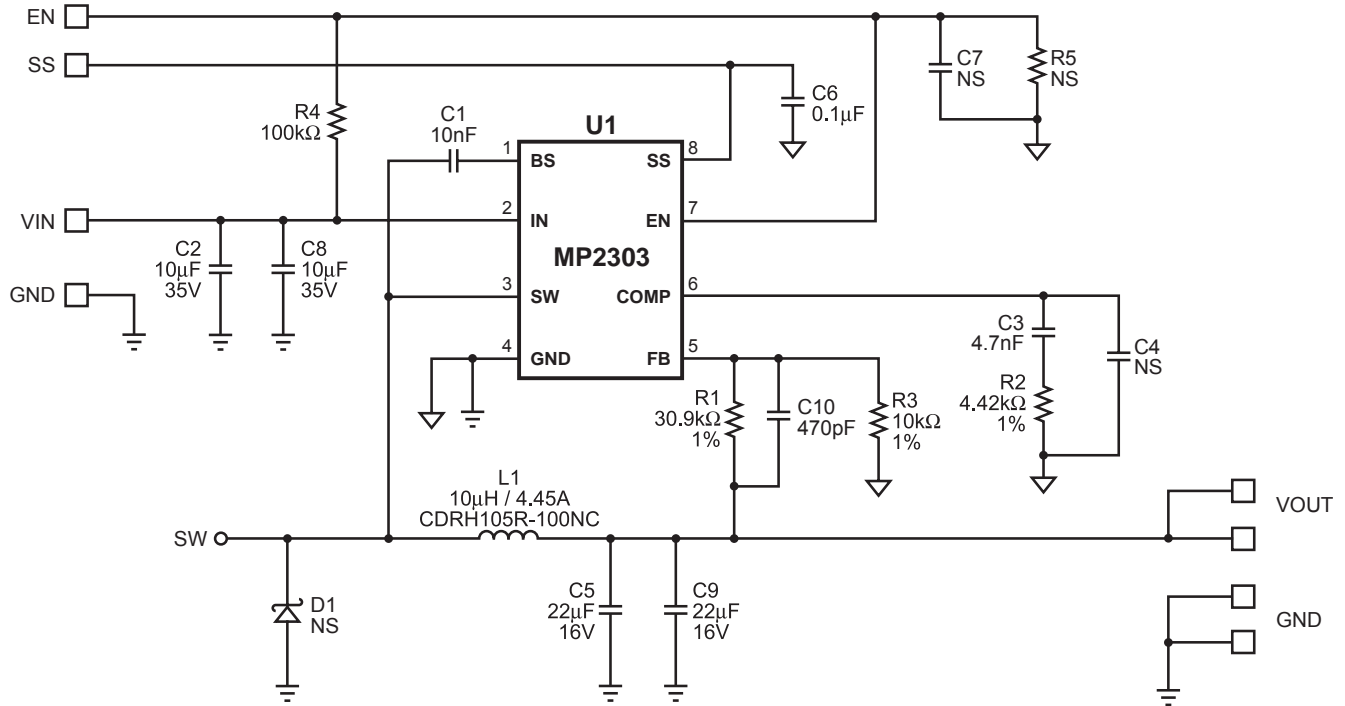 EN
SS
C7
NS
R5
NS
C6
0.1µF
R4
100kΩ
C1
10nF
U1
1
BS
SS
8
VIN
2
IN
EN
7
MP2303
C2
10µF
35V
C8
10µF
35V
GND
3
SW
COMP
6
4
GND
FB
5
C3
4.7nF
C4
NS
R2
4.42kΩ
1%
R1
30.9kΩ
1%
C10
470pF
R3
10kΩ
1%
L1
10µH / 4.45A
CDRH105R-100NC
VOUT
SW
D1
NS
C5
22µF
16V
C9
22µF
16V
GND